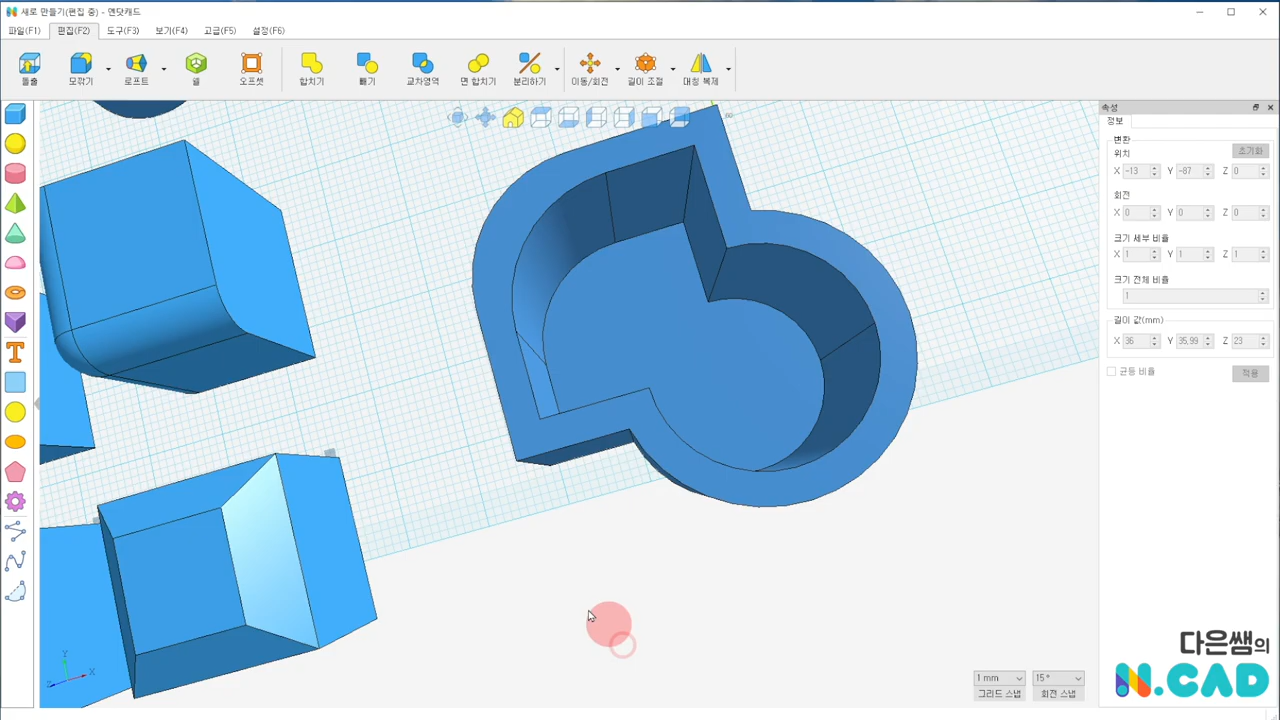 새로 만들기(편집 중) - 엔닷캐드
파일(F1) 편집(F2) 도구(F3) 보기(F4) 고급(F5) 설정(F6)
돌출 모깎기 로프트 쉘 오프셋 합치기 빼기 교차영역 면 합치기 분리하기 이동/회전 길이 조절 대칭 복제
속성
정보
변환
위치 초기화
X -13 Y -87 Z 0
회전
X 0 Y 0 Z 0
크기 세부 비율
X 1 Y 1 Z 1
크기 전체 비율
1
길이 값(mm)
X 36 Y 35,99 Z 23
균등 비율 적용
Y
X
Z
다은쌤의
N.CAD
1 mm 15°
그리드 스냅 회전 스냅